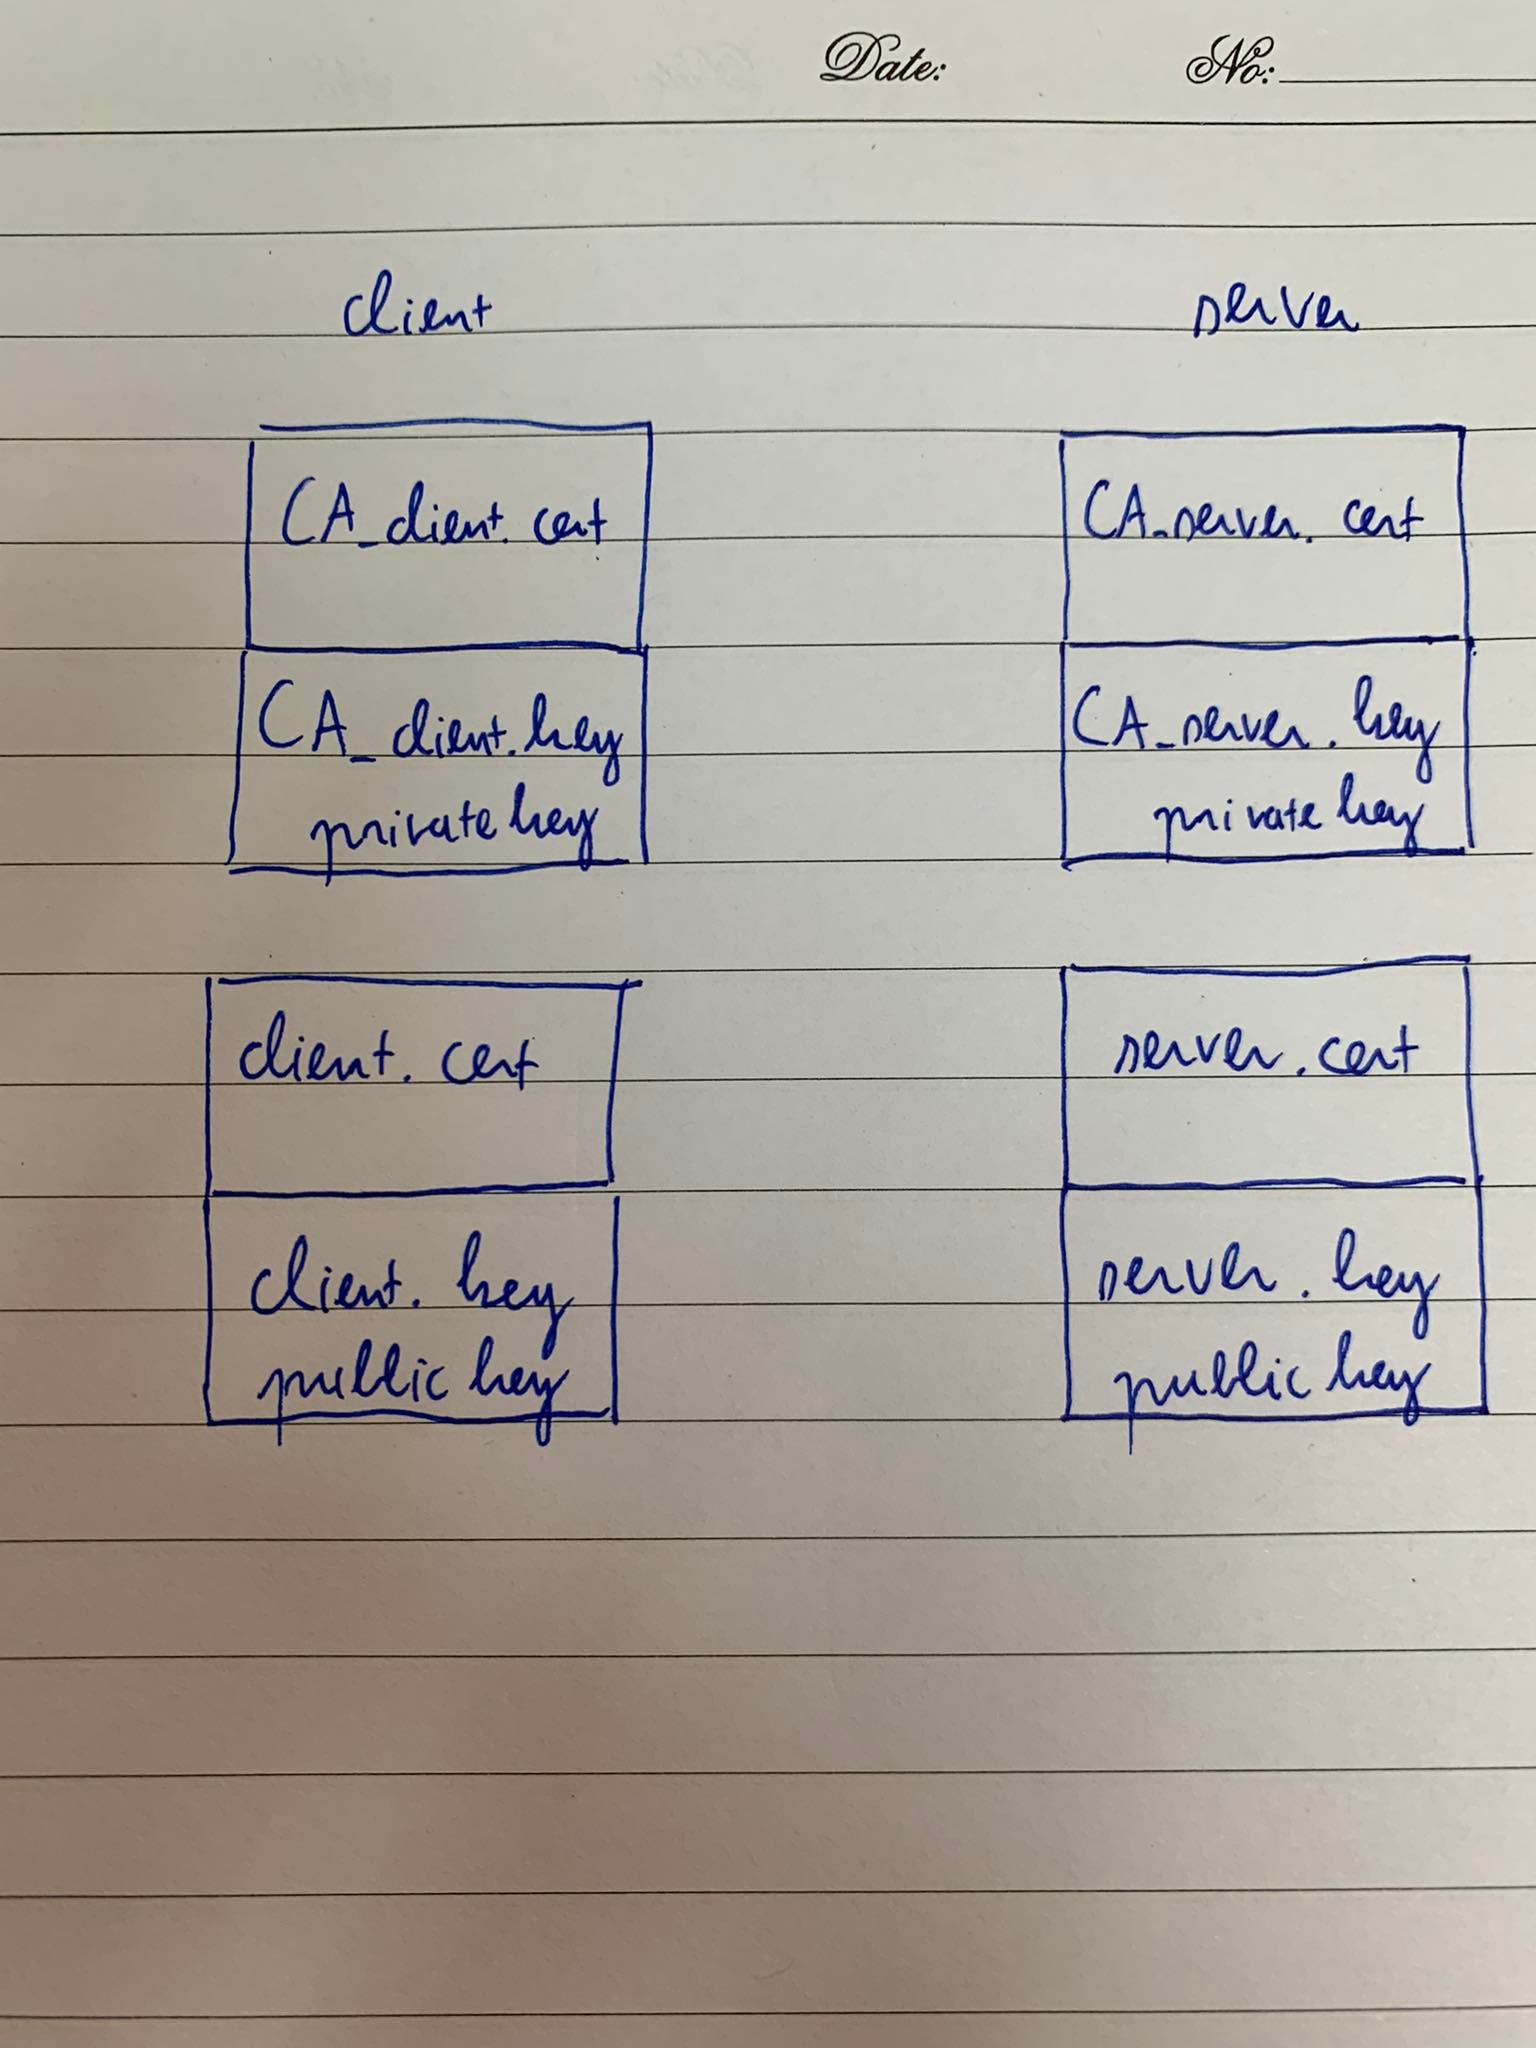 Date:
No:
client
server
CA_client.cert
CA_server.cert
CA_client.key
private key
CA_server.key
private key
client.cert
server.cert
client.key
public key
server.key
public key